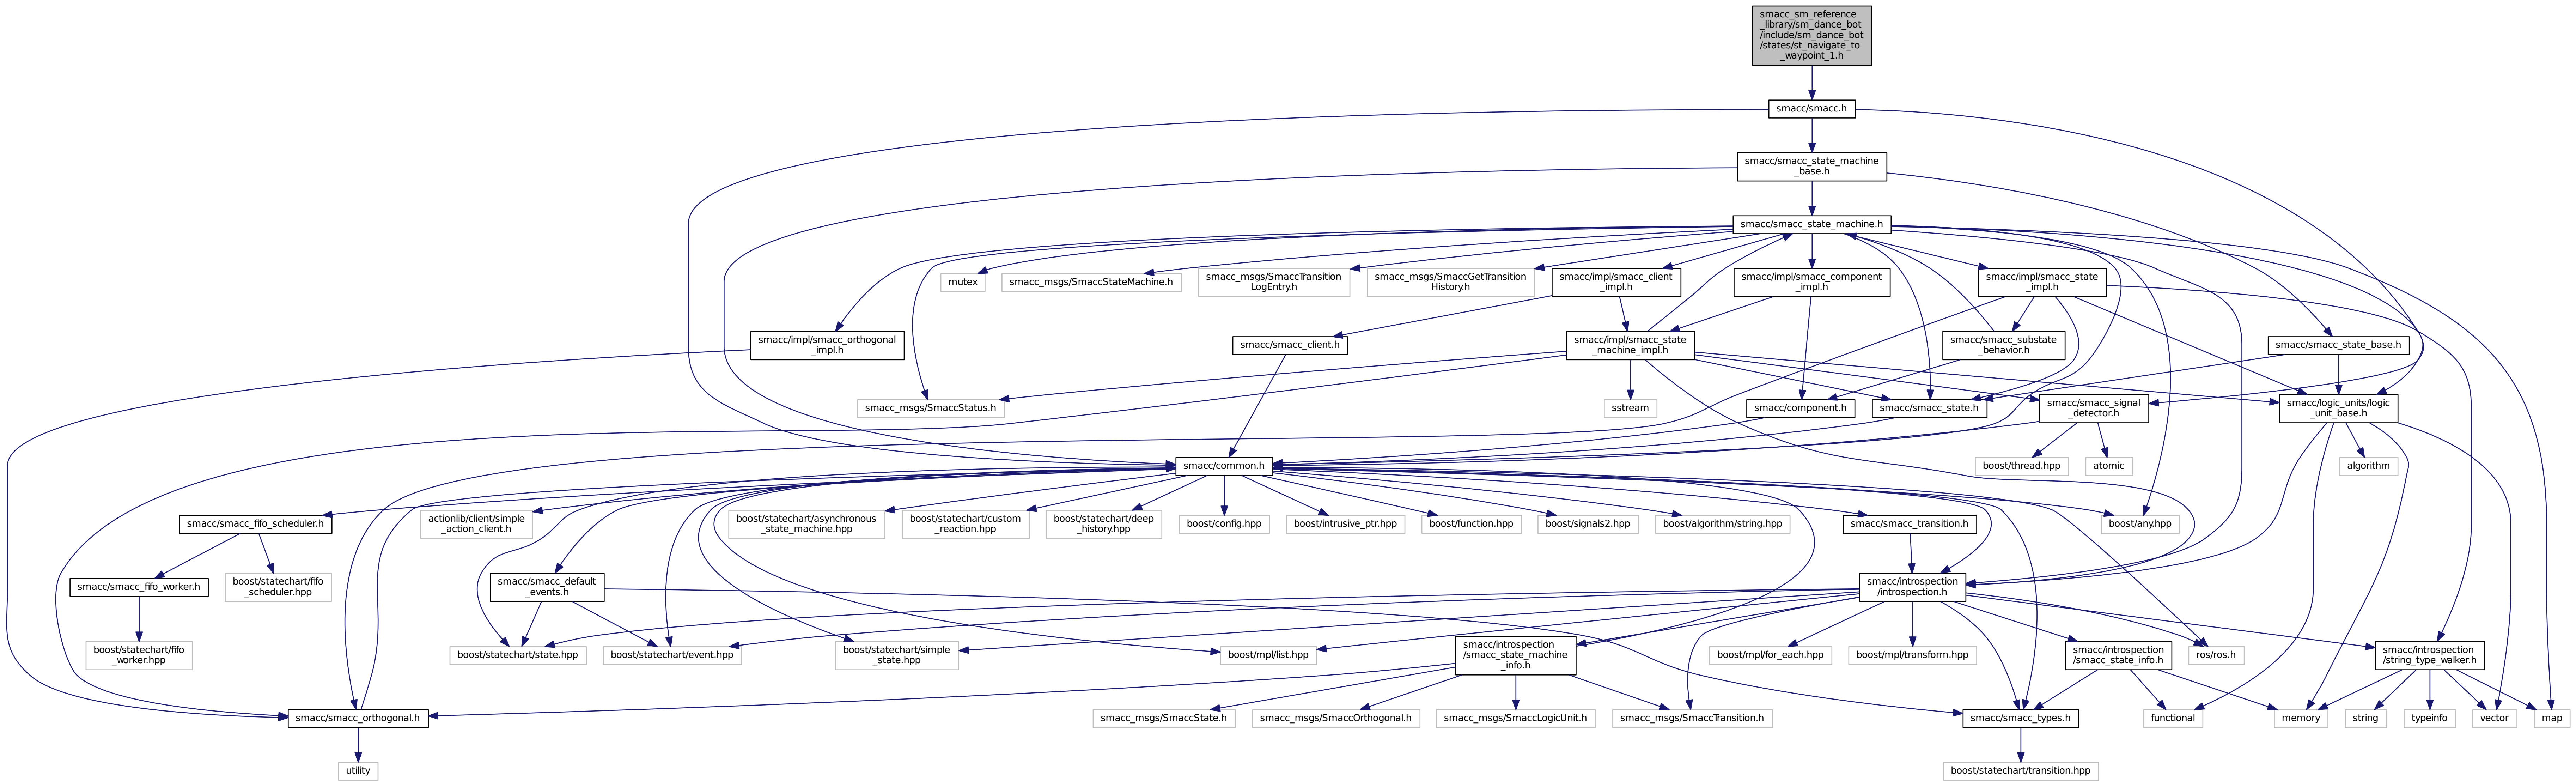 smacc_sm_reference
_library/sm_dance_bot
/include/sm_dance_bot
/states/st_navigate_to
_waypoint_1.h
smacc/smacc.h
smacc/smacc_state_machine
_base.h
smacc/smacc_state_machine.h
mutex
smacc_msgs/SmaccStateMachine.h
smacc_msgs/SmaccTransition
LogEntry.h
smacc_msgs/SmaccGetTransition
History.h
smacc/impl/smacc_client
_impl.h
smacc/impl/smacc_component
_impl.h
smacc/impl/smacc_state
_impl.h
smacc/impl/smacc_orthogonal
_impl.h
smacc/smacc_client.h
smacc/impl/smacc_state
_machine_impl.h
smacc/smacc_substate
_behavior.h
smacc/smacc_state_base.h
smacc_msgs/SmaccStatus.h
sstream
smacc/component.h
smacc/smacc_state.h
smacc/smacc_signal
_detector.h
smacc/logic_units/logic
_unit_base.h
smacc/common.h
boost/thread.hpp
atomic
algorithm
smacc/smacc_fifo_scheduler.h
actionlib/client/simple
_action_client.h
boost/statechart/asynchronous
_state_machine.hpp
boost/statechart/custom
_reaction.hpp
boost/statechart/deep
_history.hpp
boost/config.hpp
boost/intrusive_ptr.hpp
boost/function.hpp
boost/signals2.hpp
boost/algorithm/string.hpp
smacc/smacc_transition.h
boost/any.hpp
smacc/smacc_fifo_worker.h
boost/statechart/fifo
_scheduler.hpp
smacc/smacc_default
_events.h
smacc/introspection
/introspection.h
boost/statechart/fifo
_worker.hpp
boost/statechart/state.hpp
boost/statechart/event.hpp
boost/statechart/simple
_state.hpp
boost/mpl/list.hpp
smacc/introspection
/smacc_state_machine
_info.h
boost/mpl/for_each.hpp
boost/mpl/transform.hpp
smacc/introspection
/smacc_state_info.h
ros/ros.h
smacc/introspection
/string_type_walker.h
smacc/smacc_orthogonal.h
smacc_msgs/SmaccState.h
smacc_msgs/SmaccOrthogonal.h
smacc_msgs/SmaccLogicUnit.h
smacc_msgs/SmaccTransition.h
smacc/smacc_types.h
functional
memory
string
typeinfo
vector
map
utility
boost/statechart/transition.hpp